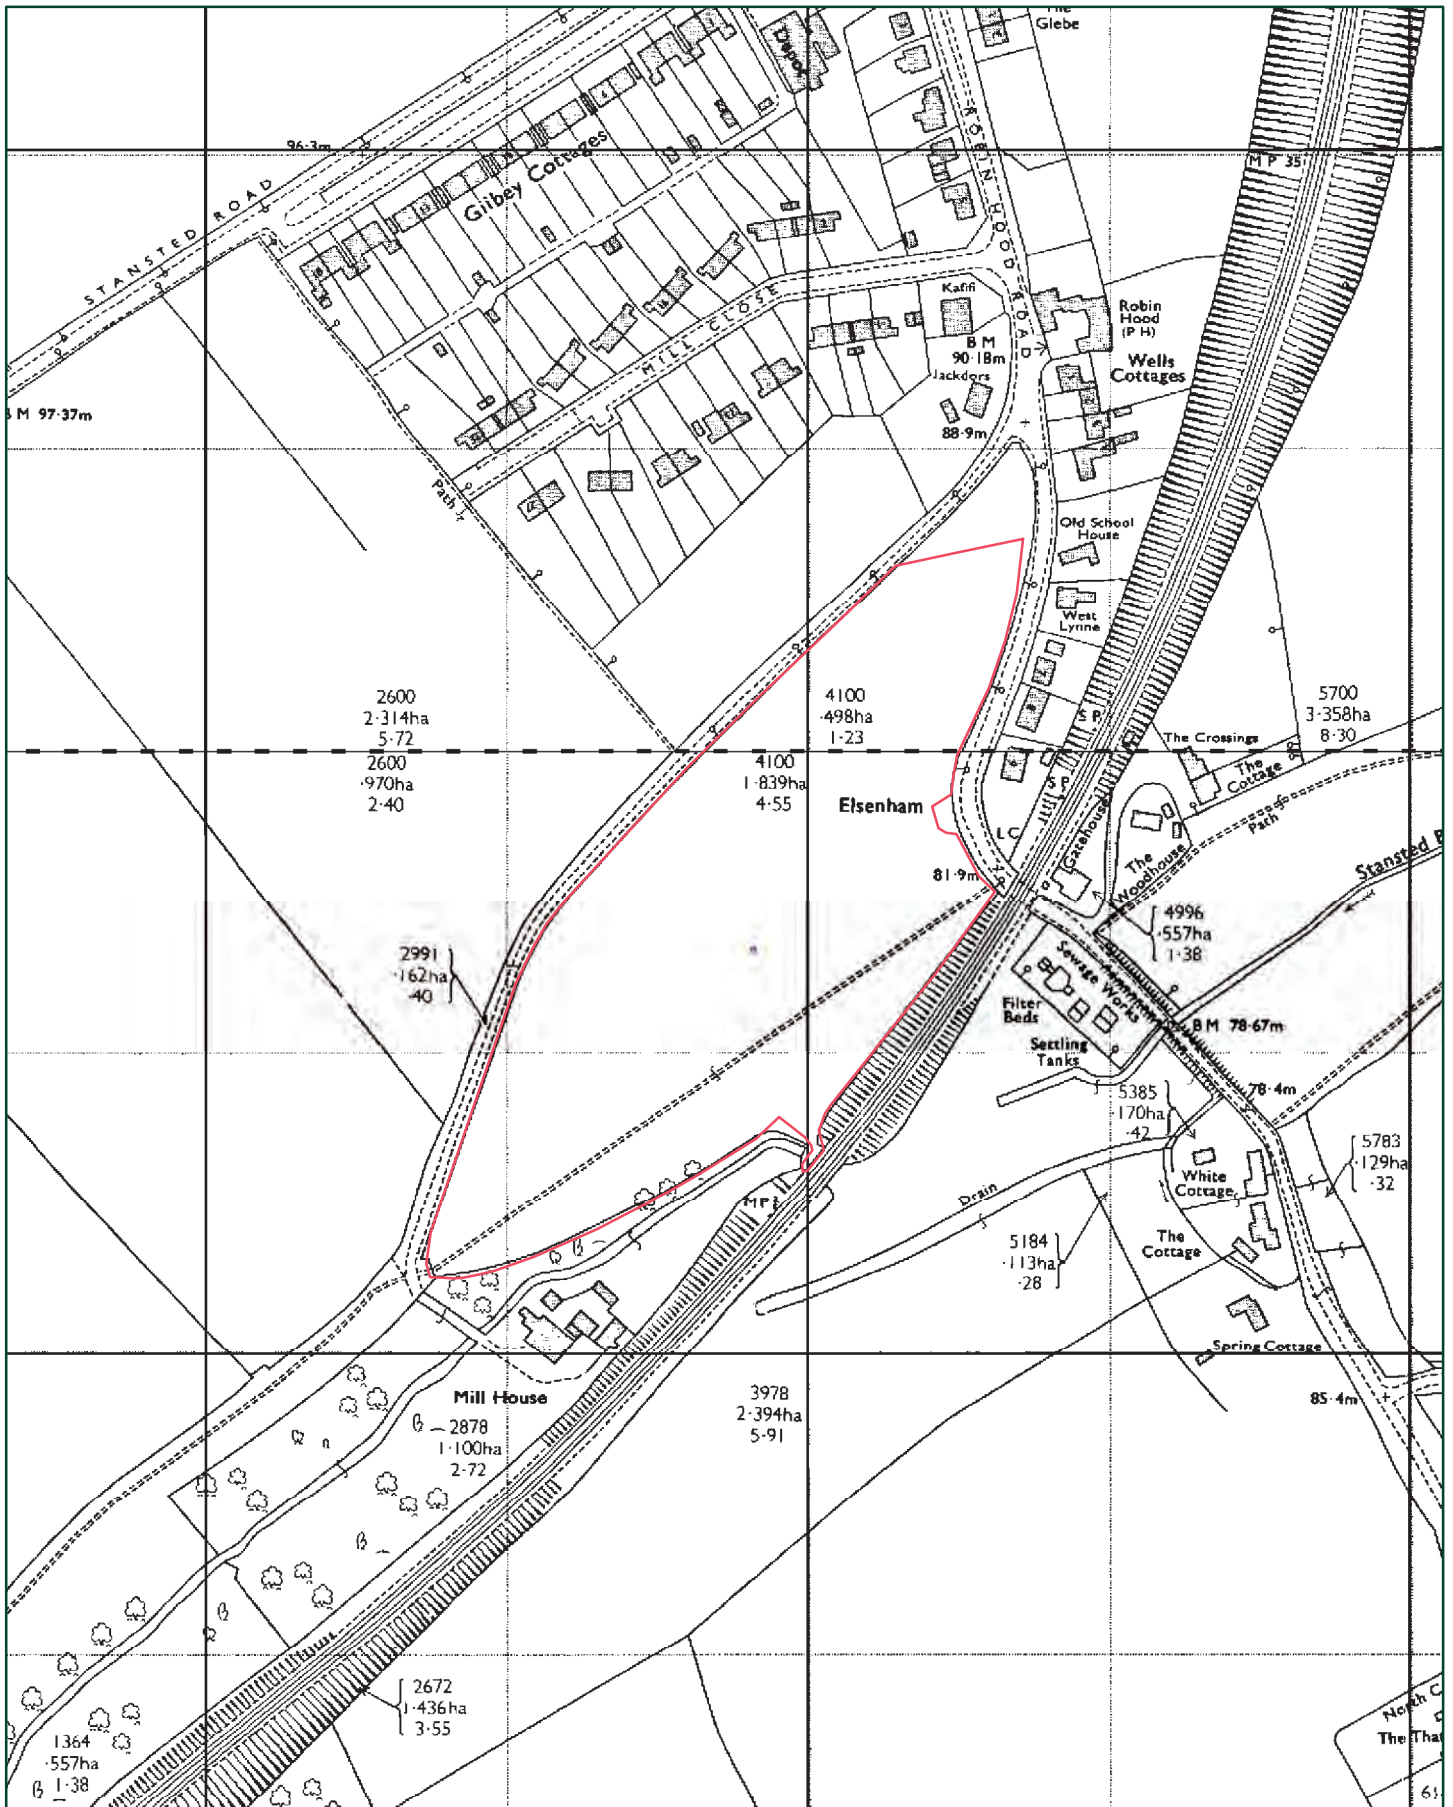 Glebe
Depot
ROBIN HOOD ROAD
96·3m
Gilbey Cottages
MP 35
STANSTED ROAD
Kafifi
Robin
Hood
(P H)
MILL CLOSE
B M
90·18m
Wells
Cottages
Jackdors
B M 97·37m
88·9m
Path
Old School
House
West
Lynne
2600
2·314ha
5·72
4100
·498ha
1·23
5700
3·358ha
8·30
S P
The Crossings
2600
·970ha
2·40
4100
1·839ha
4·55
The
Cottage
S P
Elsenham
L C
Gatehouse
Path
The
Woodhouse
Stansted
81·9m
4996
·557ha
1·38
2991
·162ha
·40
Sewage Works
Filter
Beds
B M 78·67m
Settling
Tanks
5385
·170ha
·42
78·4m
5783
·129ha
·32
White
Cottage
Drain
M P
5184
·113ha
·28
The
Cottage
Spring Cottage
Mill House
3978
2·394ha
5·91
85·4m
2878
1·100ha
2·72
2672
1·436ha
3·55
1364
·557ha
1·38
North
The